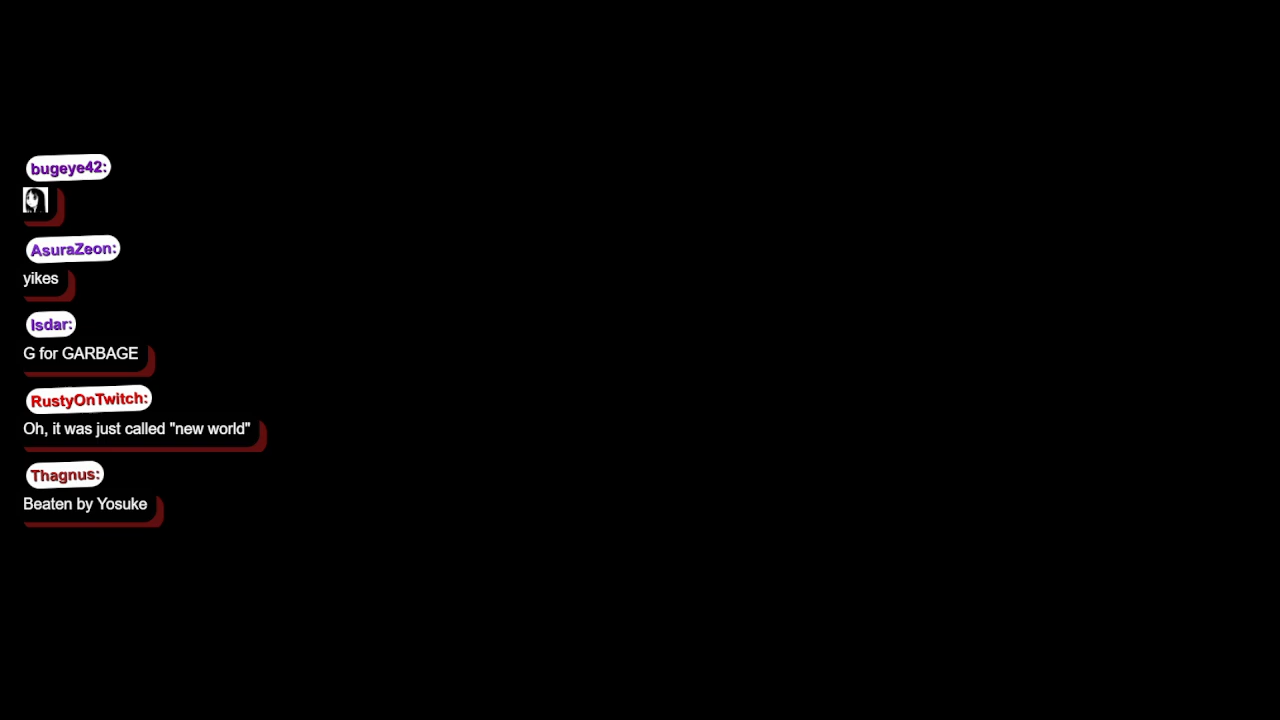 bugeye42:
AsuraZeon:
yikes
Isdar:
G for GARBAGE
RustyOnTwitch:
Oh, it was just called "new world"
Thagnus:
Beaten by Yosuke